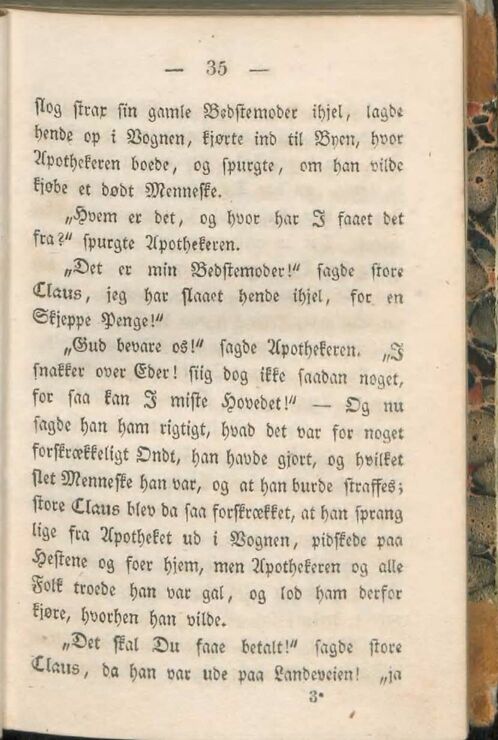 — 35 —
slog strax sin gamle Bedstemoder ihjel, lagde
hende op i Vognen, kjørte ind til Byen, hvor
Apothekeren boede, og spurgte, om han vilde
kjøbe et dødt Menneske.
„Hvem er det, og hvor har I faaet det
fra?“ spurgte Apothekeren.
„Det er min Bedstemoder!“ sagde store
Claus, jeg har slaaet hende ihjel, for en
Skjeppe Penge!“
„Gud bevare os!“ sagde Apothekeren. „I
snakker over Eder! siig dog ikke saadan noget,
for saa kan I miste Hovedet!“ — Og nu
sagde han ham rigtigt, hvad det var for noget
forskrækkeligt Ondt, han havde gjort, og hvilket
slet Menneske han var, og at han burde straffes;
store Claus blev da saa forskrækket, at han sprang
lige fra Apotheket ud i Vognen, pidskede paa
Hestene og foer hjem, men Apothekeren og alle
Folk troede han var gal, og lod ham derfor
kjøre, hvorhen han vilde.
„Det skal Du faae betalt!“ sagde store
Claus, da han var ude paa Landeveien! „ja
3*